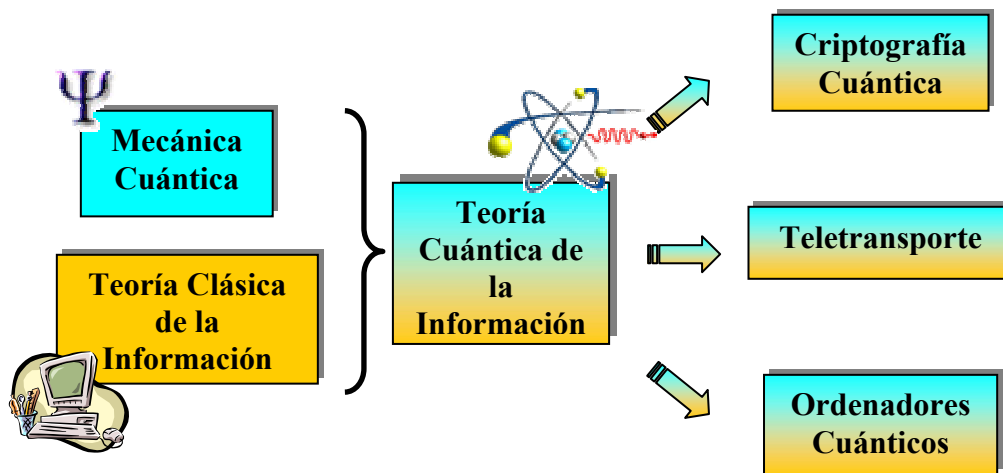 Ψ
Mecánica
Cuántica
Teoría Clásica
de la
Información
Teoría
Cuántica de
la
Información
Criptografía
Cuántica
Teletransporte
Ordenadores
Cuánticos